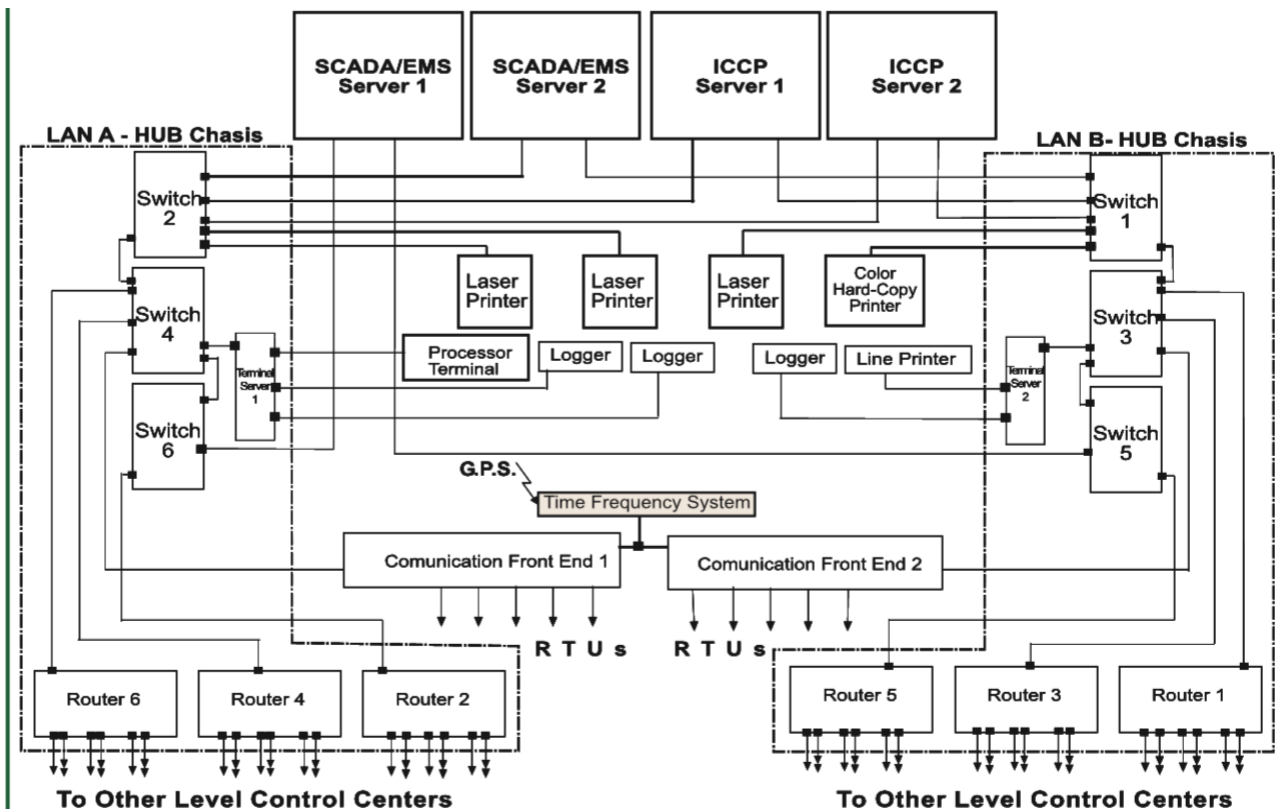 SCADA/EMS
Server 1
SCADA/EMS
Server 2
ICCP
Server 1
ICCP
Server 2
LAN A - HUB Chasis
LAN B- HUB Chasis
Switch
2
Switch
1
Laser
Printer
Laser
Printer
Laser
Printer
Color
Hard-Copy
Printer
Switch
4
Switch
3
Terminal
Server
1
Processor
Terminal
Logger
Logger
Logger
Line Printer
Terminal
Server
2
Switch
6
Switch
5
G.P.S.
Time Frequency System
Comunication Front End 1
Comunication Front End 2
R T U s
R T U s
Router 6
Router 4
Router 2
Router 5
Router 3
Router 1
To Other Level Control Centers
To Other Level Control Centers